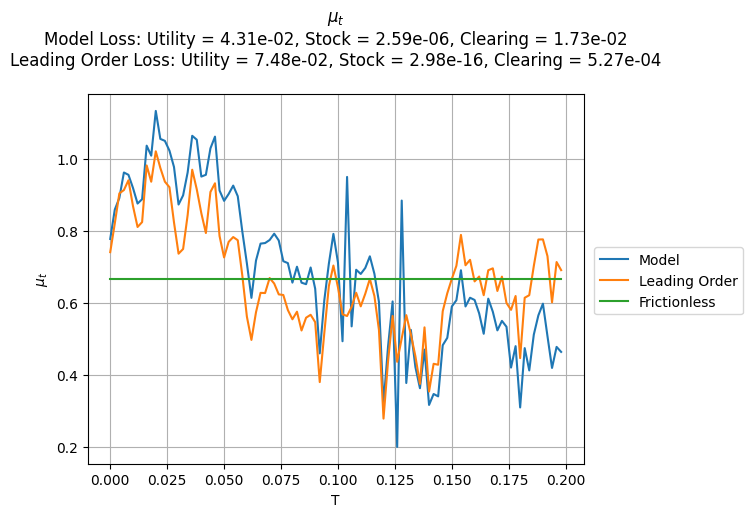 μt
Model Loss: Utility = 4.31e-02, Stock = 2.59e-06, Clearing = 1.73e-02
Leading Order Loss: Utility = 7.48e-02, Stock = 2.98e-16, Clearing = 5.27e-04
1.0
0.8
0.6
0.4
0.2
μt
0.000 0.025 0.050 0.075 0.100 0.125 0.150 0.175 0.200
T
Model
Leading Order
Frictionless